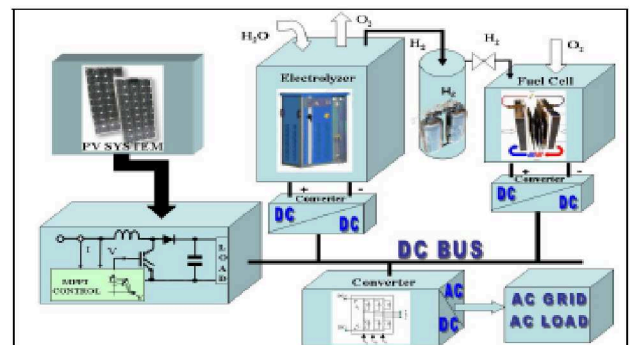 H₂O
O₂
H₂
H₂
O₂
Electrolyzer
H₂
Fuel Cell
PV SYSTEM
+ -
Converter
DC
DC
+ -
Converter
DC
DC
I
V
MPPT
CONTROL
LOAD
DC BUS
Converter
AC
DC
AC GRID
AC LOAD